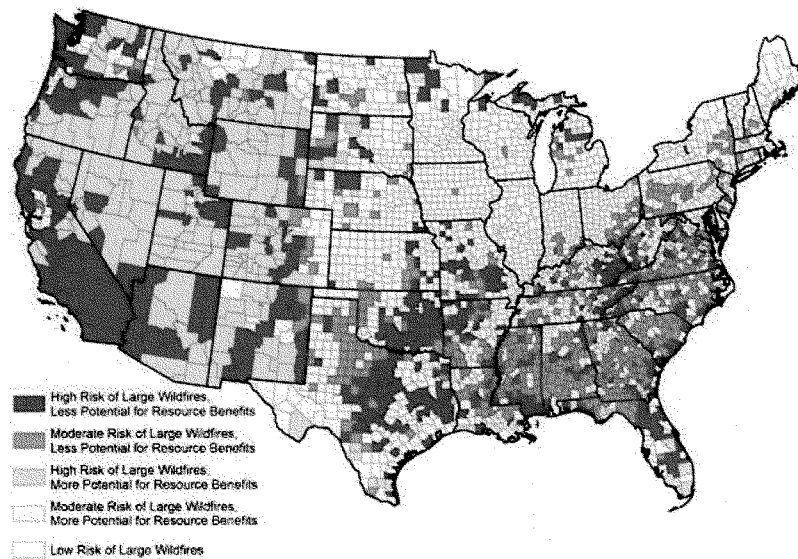 High Risk of Large Wildfires,
Less Potential for Resource Benefits
Moderate Risk of Large Wildfires,
Less Potential for Resource Benefits
High Risk of Large Wildfires,
More Potential for Resource Benefits
Moderate Risk of Large Wildfires,
More Potential for Resource Benefits
Low Risk of Large Wildfires